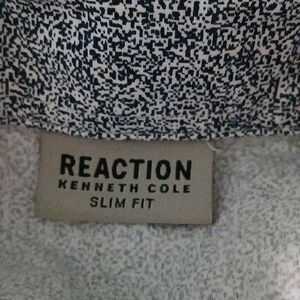 REACTION
KENNETH COLE
SLIM FIT